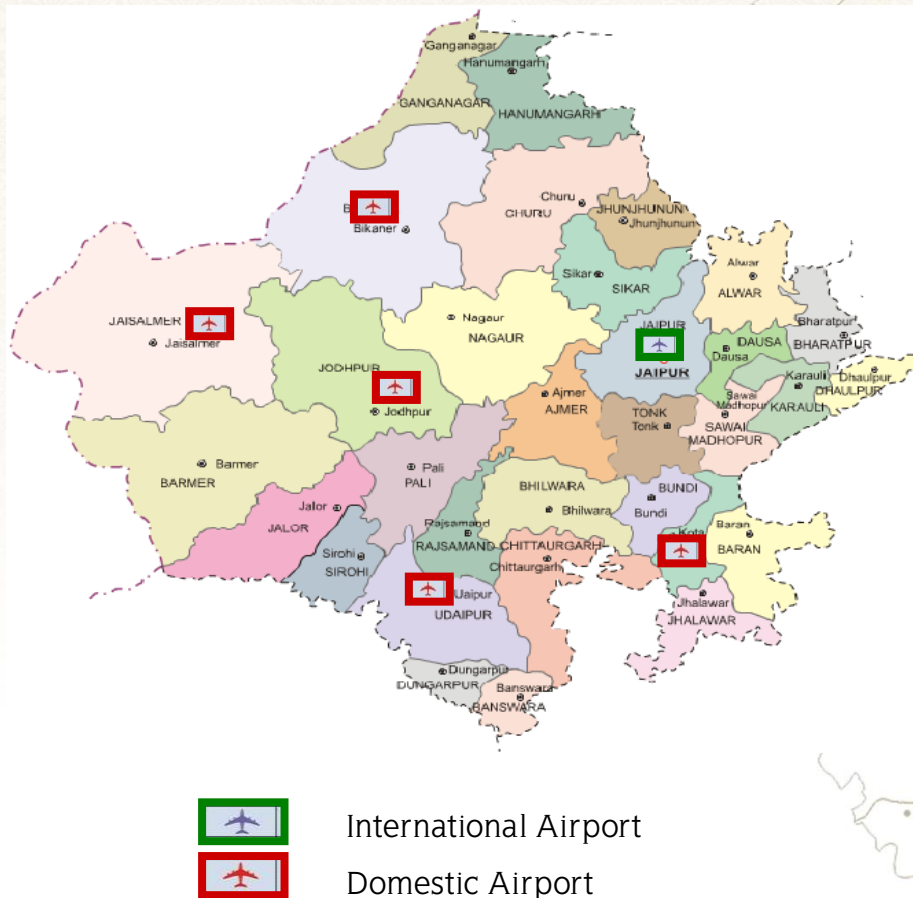 Ganganagar
Hanumangarh
GANGANAGAR
HANUMANGARH
Churu
CHURU
JHUNJHUNUN
Jhunjhunun
Bikaner
Sikar
SIKAR
Alwar
ALWAR
JAISALMER
Jaisalmer
Nagaur
NAGAUR
JAIPUR
JAIPUR
Bharatpur
BHARATPUR
DAUSA
Dausa
JODHPUR
Jodhpur
Ajmer
AJMER
Karauli
KARAULI
Dhaulpur
DHAULPUR
Sawai
Madhopur
SAWAI
MADHOPUR
TONK
Tonk
Barmer
BARMER
Pali
PALI
Jalor
JALOR
BHILWAIRA
Bhilwara
BUNDI
Bundi
Kota
Baran
BARAN
Rajsamand
RAJSAMAND
CHITTAURGARH
Chittaurgarh
Sirohi
SIROHI
Uaipur
UDAIPUR
Jhalawar
JHALAWAR
Dungarpur
DUNGARPUR
Banswara
BANSWARA
International Airport
Domestic Airport